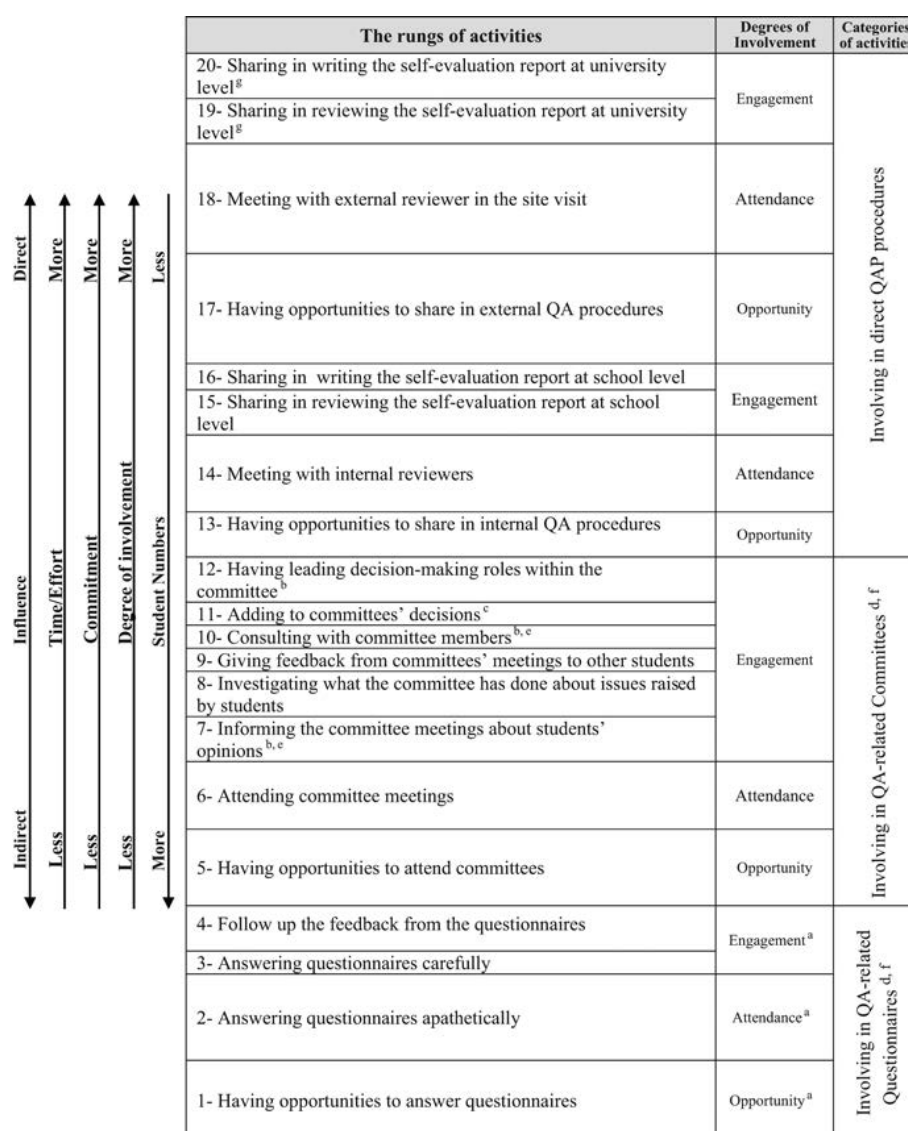 The rungs of activities
Degrees of
Involvement
Categories
of activities
20- Sharing in writing the self-evaluation report at university
level g
19- Sharing in reviewing the self-evaluation report at university
level g
Engagement
18- Meeting with external reviewer in the site visit
Attendance
17- Having opportunities to share in external QA procedures
Opportunity
16- Sharing in writing the self-evaluation report at school level
15- Sharing in reviewing the self-evaluation report at school
level
Engagement
14- Meeting with internal reviewers
Attendance
13- Having opportunities to share in internal QA procedures
Opportunity
Involving in direct QAP procedures
12- Having leading decision-making roles within the
committee b
11- Adding to committees’ decisions c
10- Consulting with committee members b, e
9- Giving feedback from committees’ meetings to other students
8- Investigating what the committee has done about issues raised
by students
7- Informing the committee meetings about students’
opinions b, e
Engagement
6- Attending committee meetings
Attendance
5- Having opportunities to attend committees
Opportunity
Involving in QA-related Committees d, f
4- Follow up the feedback from the questionnaires
3- Answering questionnaires carefully
Engagement a
2- Answering questionnaires apathetically
Attendance a
1- Having opportunities to answer questionnaires
Opportunity a
Involving in QA-related
Questionnaires d, f
Indirect Influence Direct
Less Time/Effort More
Less Commitment More
Less Degree of involvement More
More Student Numbers Less